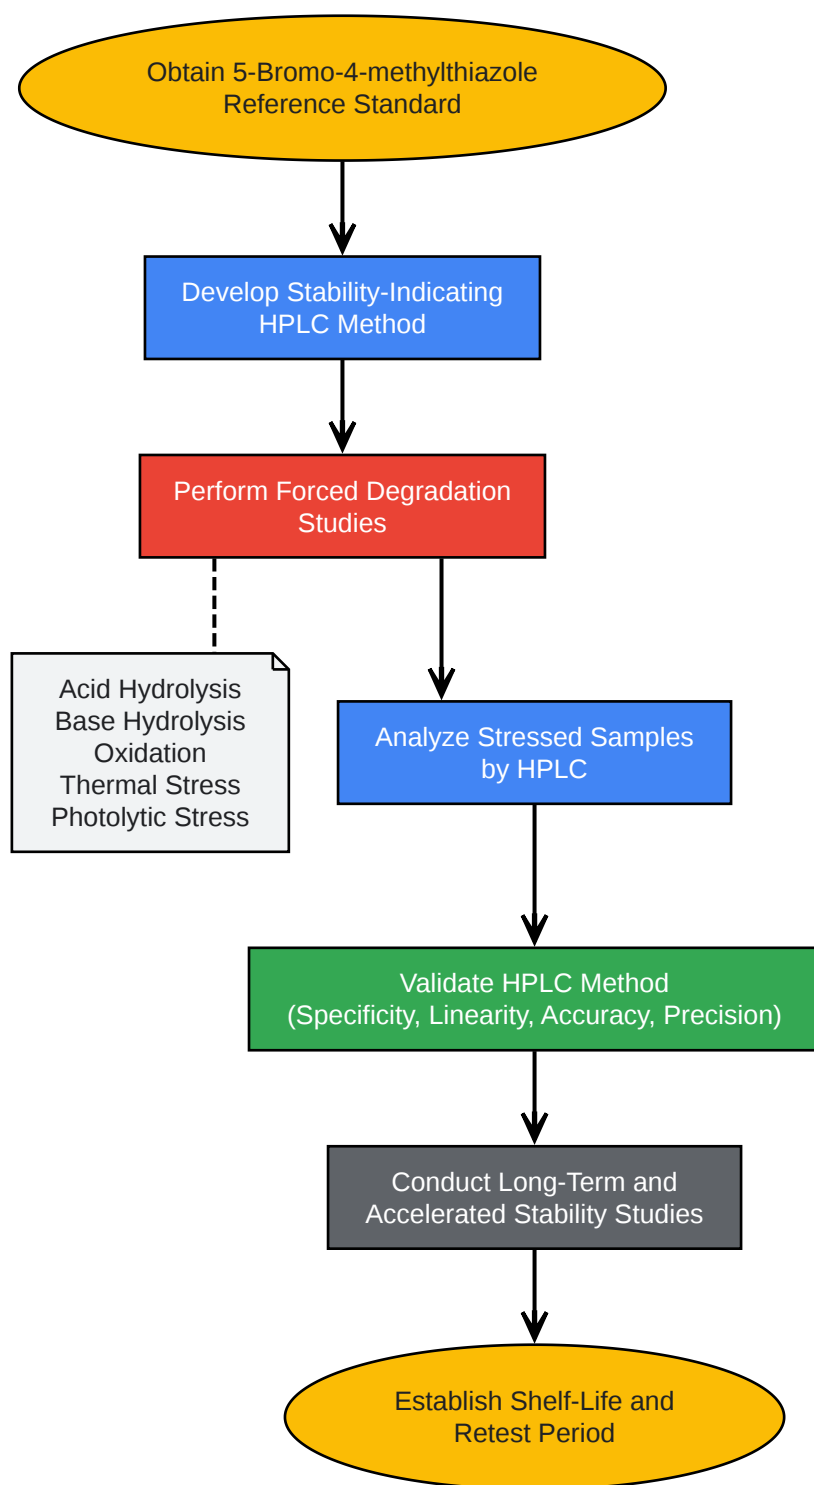 Obtain 5-Bromo-4-methylthiazole
Reference Standard
Develop Stability-Indicating
HPLC Method
Perform Forced Degradation
Studies
Acid Hydrolysis
Base Hydrolysis
Oxidation
Thermal Stress
Photolytic Stress
Analyze Stressed Samples
by HPLC
Validate HPLC Method
(Specificity, Linearity, Accuracy, Precision)
Conduct Long-Term and
Accelerated Stability Studies
Establish Shelf-Life and
Retest Period